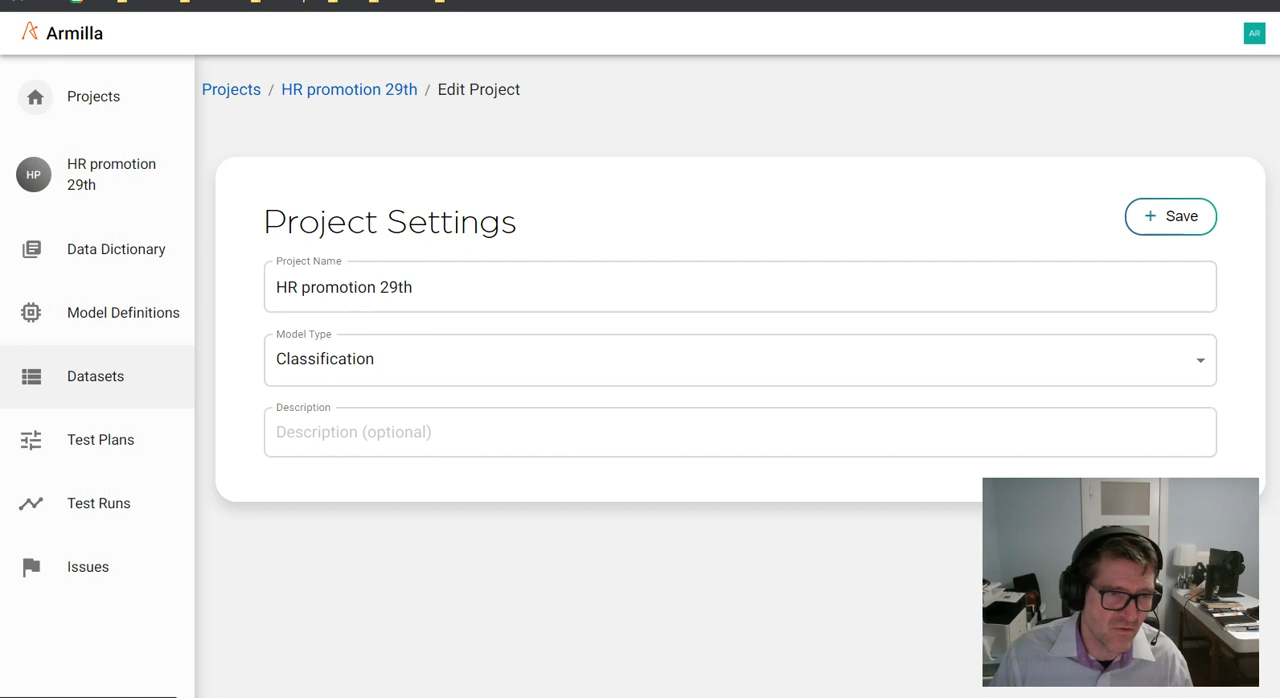 Armilla
AR
Projects
HR promotion 29th
Data Dictionary
Model Definitions
Datasets
Test Plans
Test Runs
Issues
HP
Projects / HR promotion 29th / Edit Project
Project Settings
+ Save
Project Name
HR promotion 29th
Model Type
Classification
Description
Description (optional)